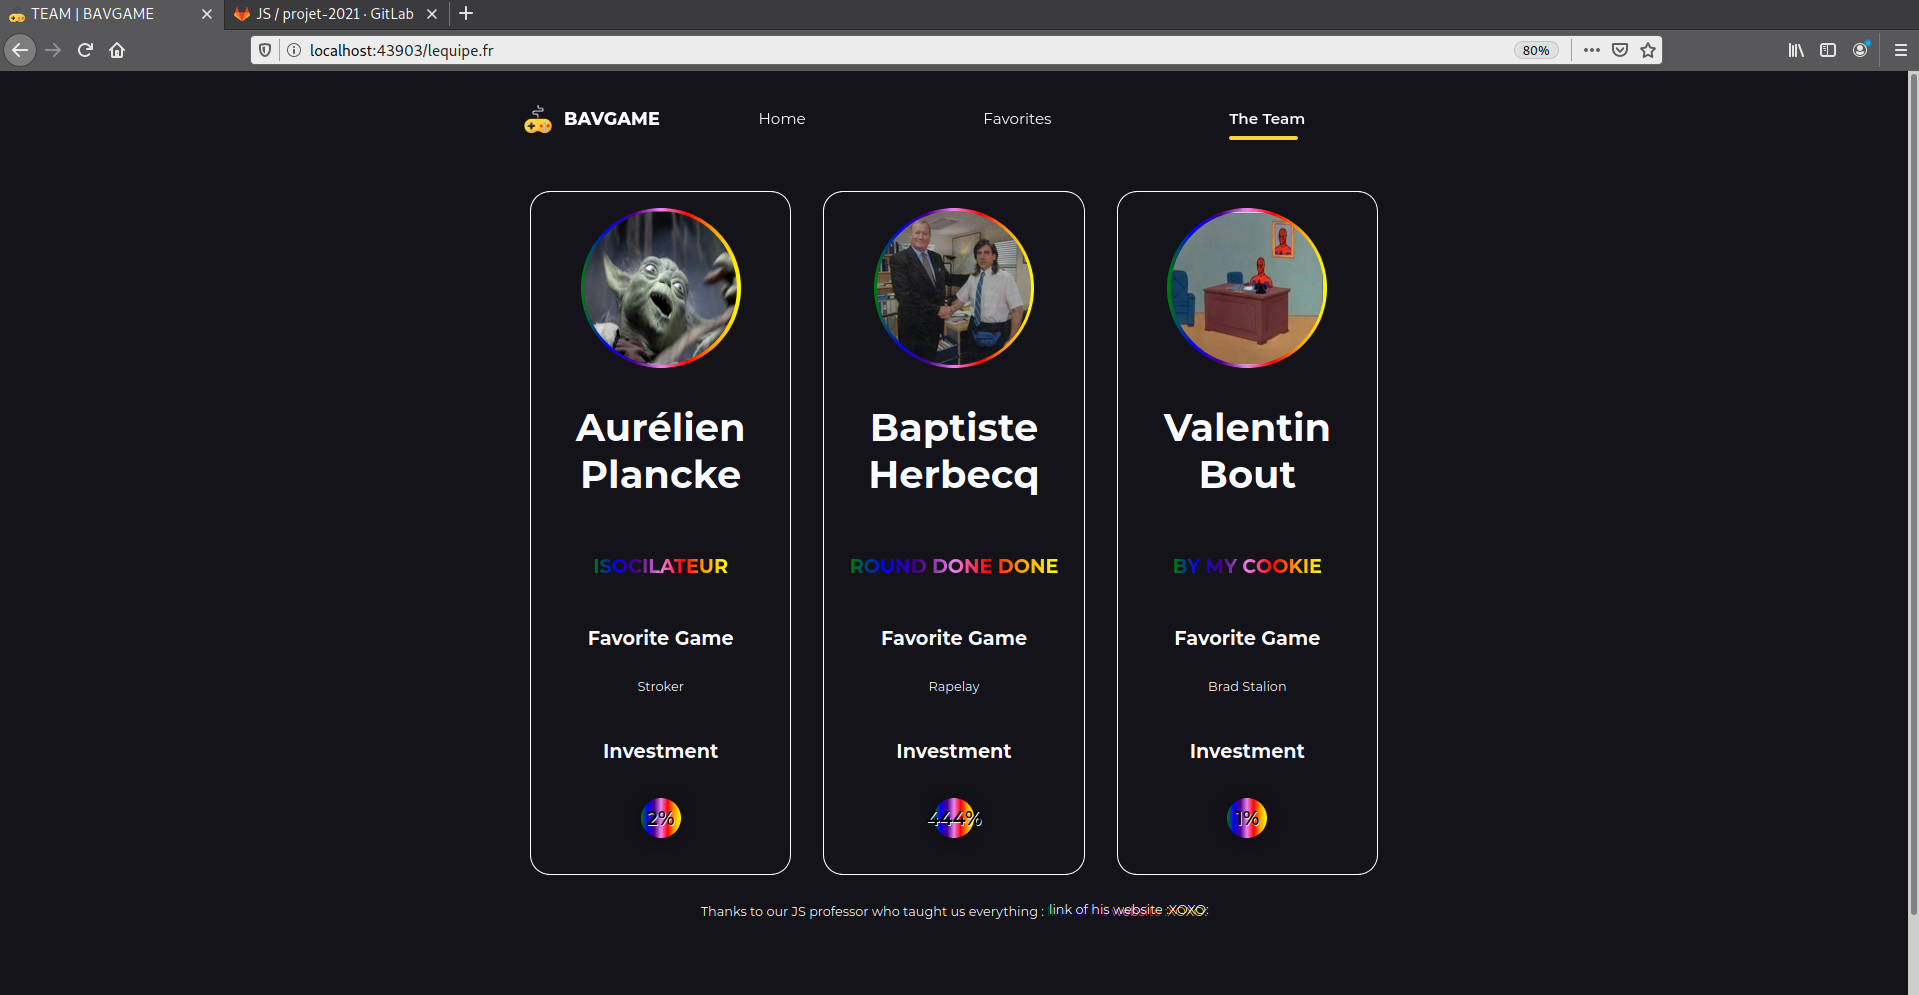 TEAM | BAVGAME
JS / projet-2021 · GitLab
localhost:43903/lequipe.fr
80%
BAVGAME
Home
Favorites
The Team
Aurélien
Plancke
ISOCILATEUR
Favorite Game
Stroker
Investment
2%
Baptiste
Herbecq
ROUND DONE DONE
Favorite Game
Rapelay
Investment
444%
Valentin
Bout
BY MY COOKIE
Favorite Game
Brad Stalion
Investment
1%
Thanks to our JS professor who taught us everything : link of his website :XOXO: